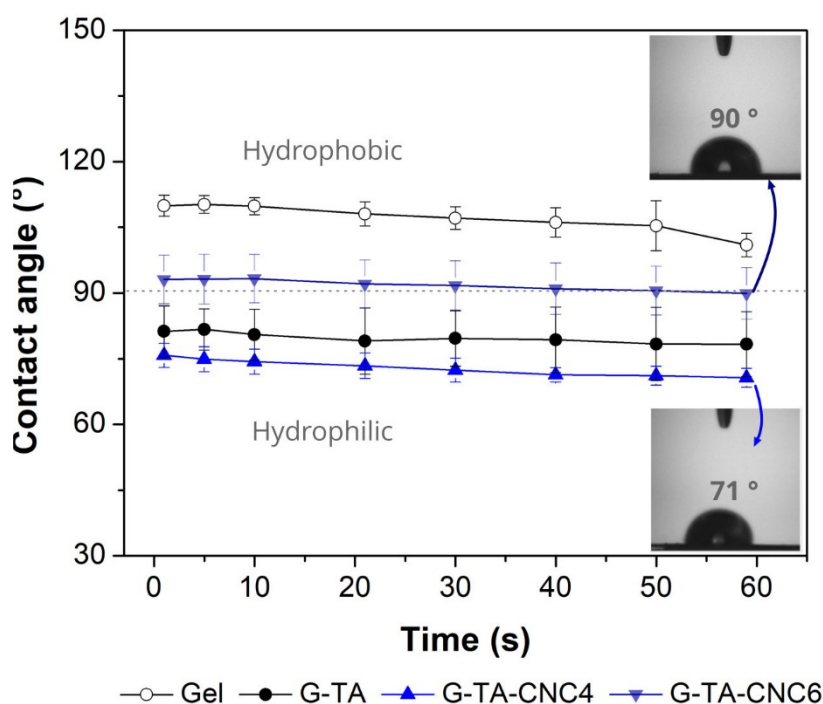 Contact angle (°)
150
120
90
60
30
Hydrophobic
Hydrophilic
90 °
71 °
0 10 20 30 40 50 60
Time (s)
Gel G-TA G-TA-CNC4 G-TA-CNC6